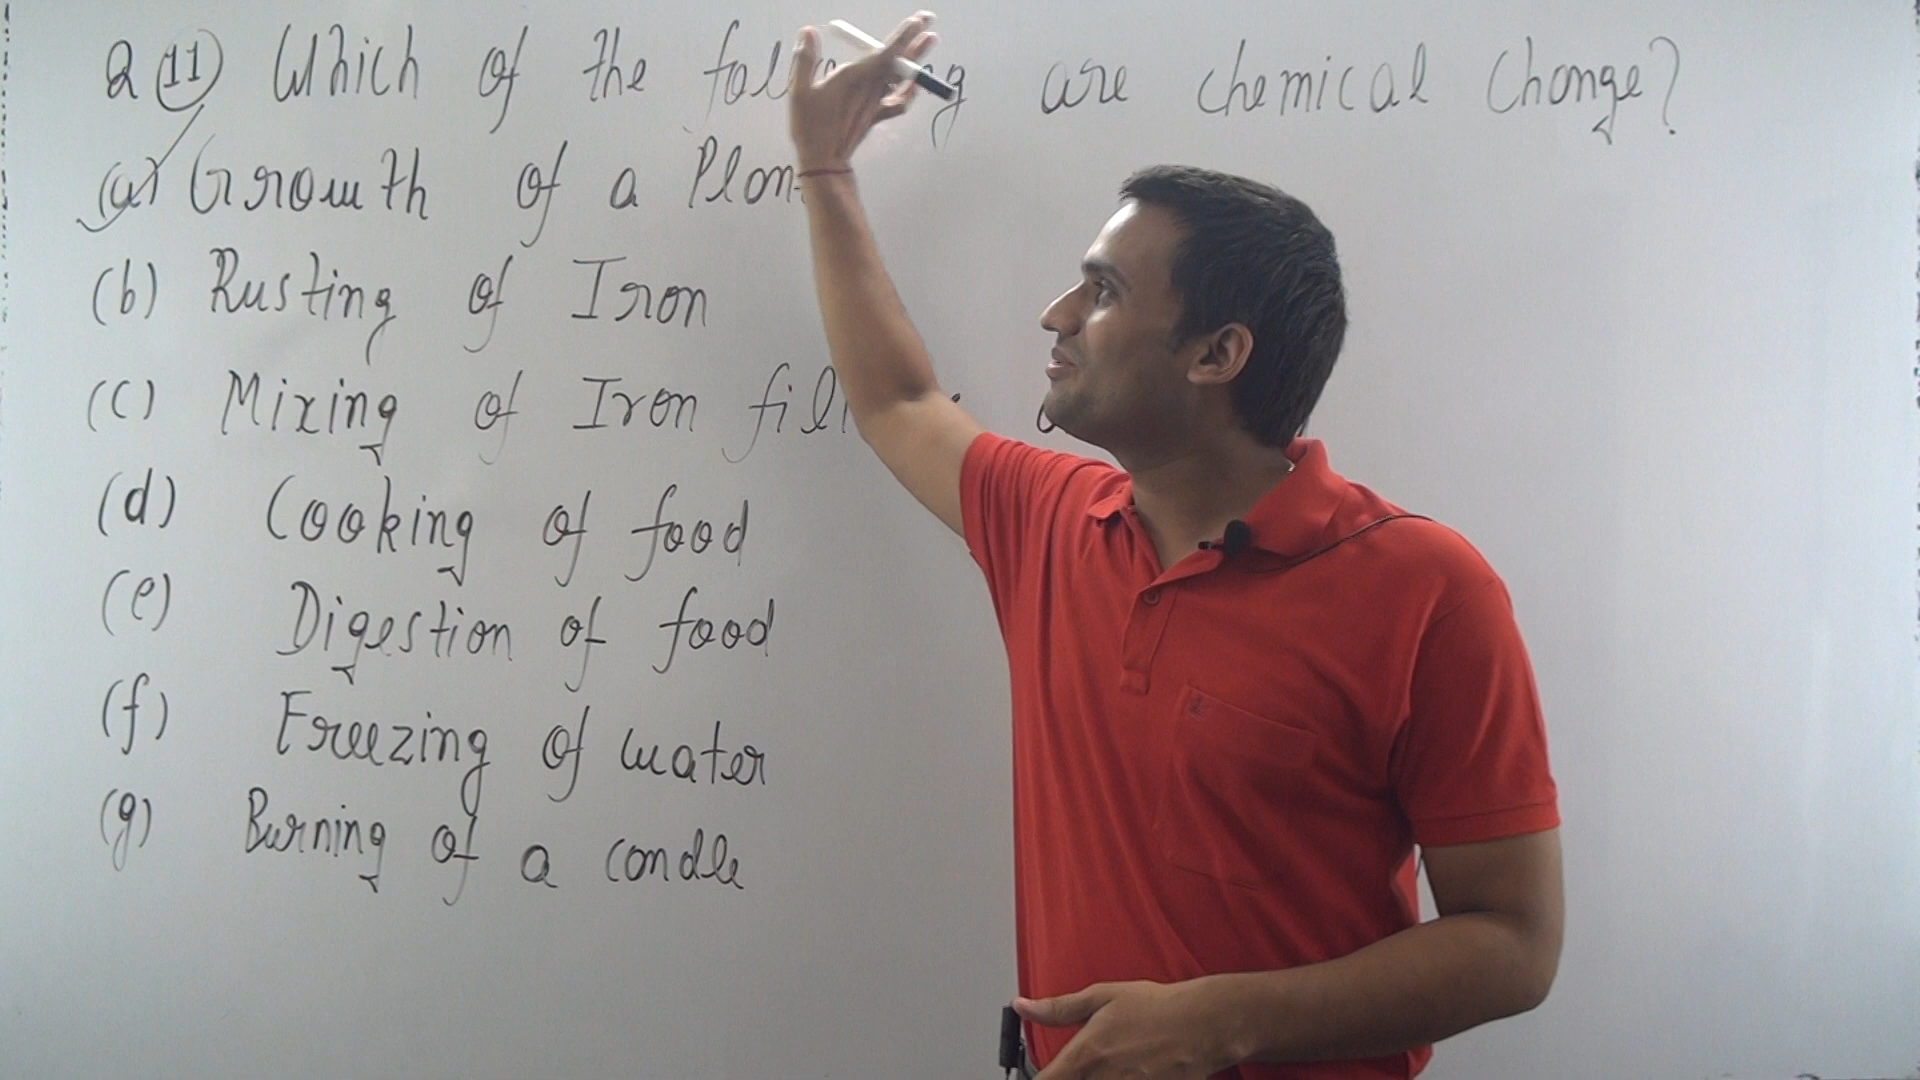 Q 11 Which of the following are chemical change?
(a) Growth of a Plan
(b) Rusting of Iron
(c) Mixing of Iron fil
(d) Cooking of food
(e) Digestion of food
(f) Freezing of water
(g) Burning of a candle